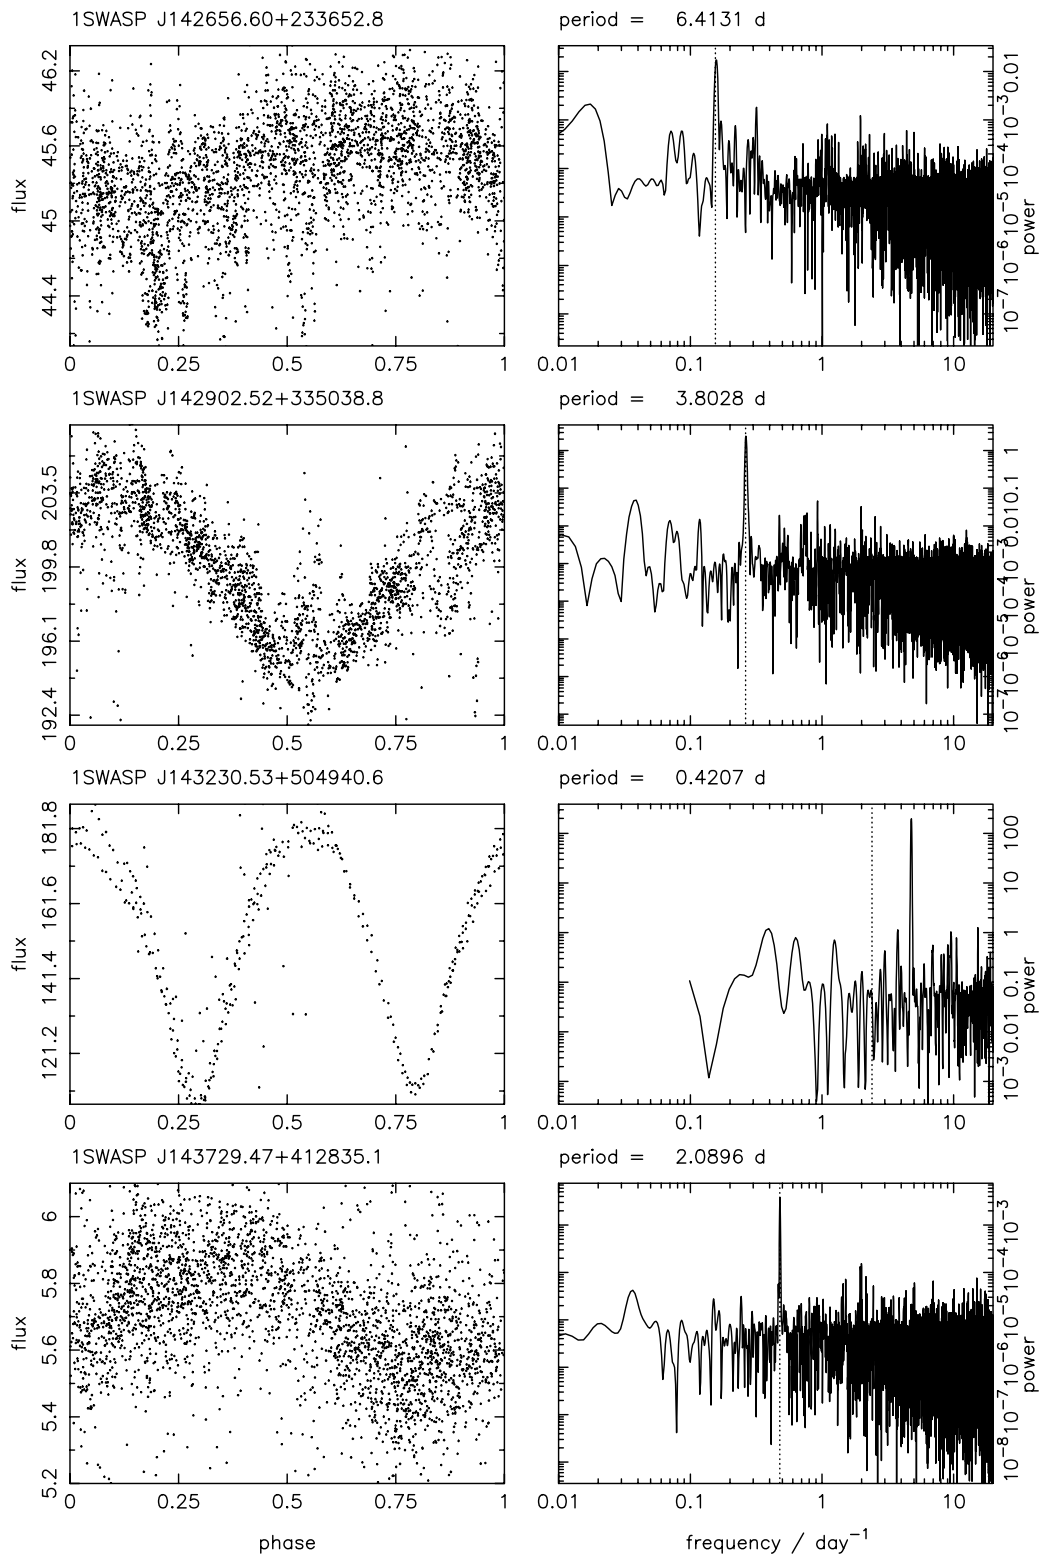 1SWASP J142656.60+233652.8 period = 6.4131 d
flux
44.4 45 45.6 46.2
0 0.25 0.5 0.75 1
10⁻⁷ 10⁻⁶ 10⁻⁵ 10⁻⁴ 10⁻³ 0.01
power
0.01 0.1 1 10
1SWASP J142902.52+335038.8 period = 3.8028 d
flux
192.4 196.1 199.8 203.5
0 0.25 0.5 0.75 1
10⁻⁷ 10⁻⁶ 10⁻⁵ 10⁻⁴ 10⁻³ 0.01 0.1 1
power
0.01 0.1 1 10
1SWASP J143230.53+504940.6 period = 0.4207 d
flux
121.2 141.4 161.6 181.8
0 0.25 0.5 0.75 1
10⁻³ 0.01 0.1 1 10 100
power
0.01 0.1 1 10
1SWASP J143729.47+412835.1 period = 2.0896 d
flux
5.2 5.4 5.6 5.8 6
0 0.25 0.5 0.75 1
10⁻⁸ 10⁻⁷ 10⁻⁶ 10⁻⁵ 10⁻⁴ 10⁻³
power
0.01 0.1 1 10
phase frequency / day⁻¹